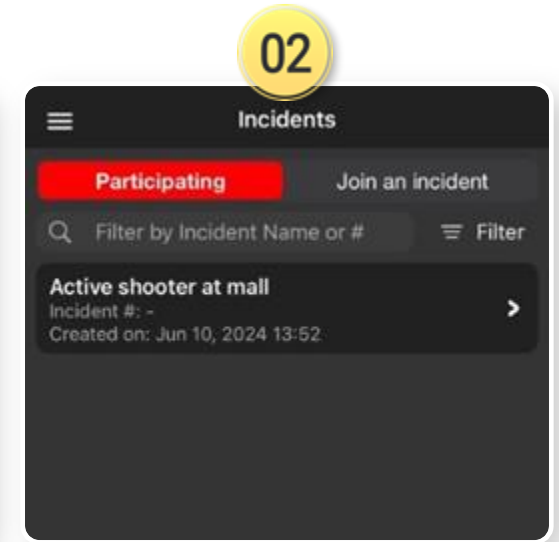 02
Incidents
Participating
Join an incident
Filter by Incident Name or #
Filter
Active shooter at mall
Incident #: -
Created on: Jun 10, 2024 13:52